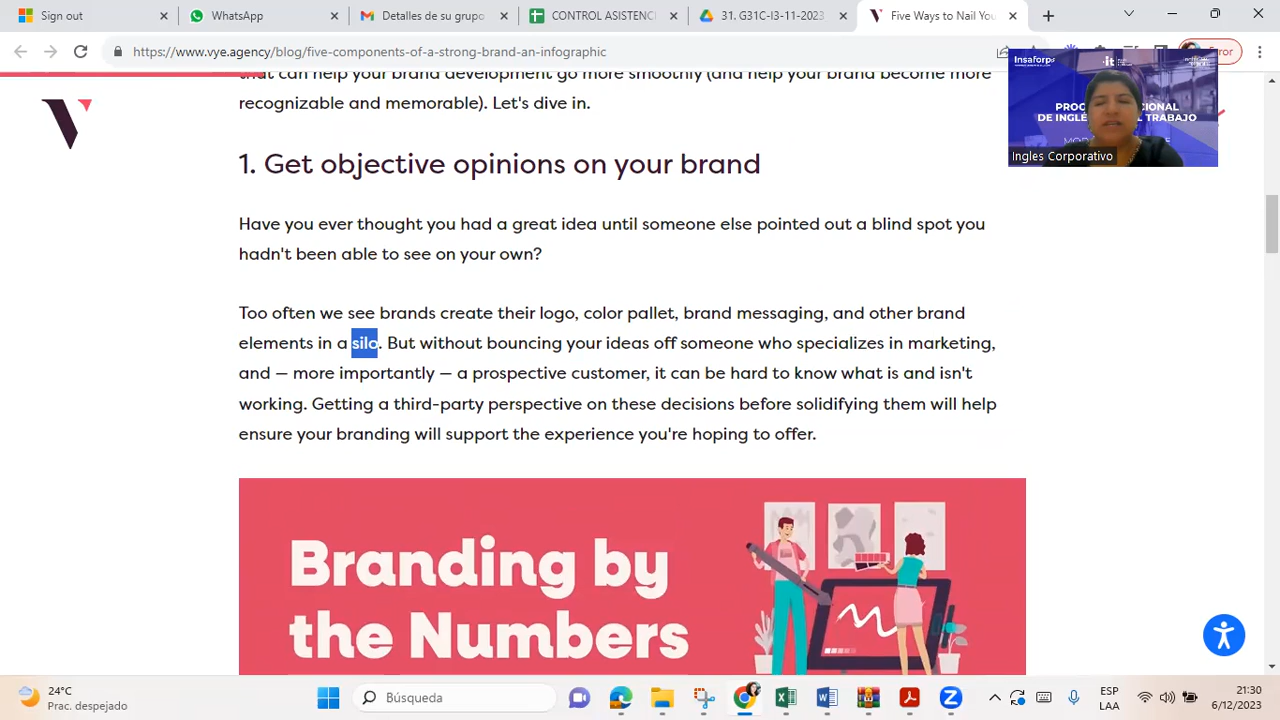 Sign out
WhatsApp
Detalles de su grupo
CONTROL ASISTENC
31. G31C-I3-11-2023
Five Ways to Nail You
https://www.vye.agency/blog/five-components-of-a-strong-brand-an-infographic
Error
that can help your brand development go more smoothly (and help your brand become more
recognizable and memorable). Let's dive in.
Insaforp
DE INGLÉ
TRABAJO
Ingles Corporativo
1. Get objective opinions on your brand
Have you ever thought you had a great idea until someone else pointed out a blind spot you
hadn't been able to see on your own?
Too often we see brands create their logo, color pallet, brand messaging, and other brand
elements in a silo. But without bouncing your ideas off someone who specializes in marketing,
and — more importantly — a prospective customer, it can be hard to know what is and isn't
working. Getting a third-party perspective on these decisions before solidifying them will help
ensure your branding will support the experience you're hoping to offer.
Branding by
the Numbers
24°C
Prac. despejado
Búsqueda
ESP
LAA
21:30
6/12/2023